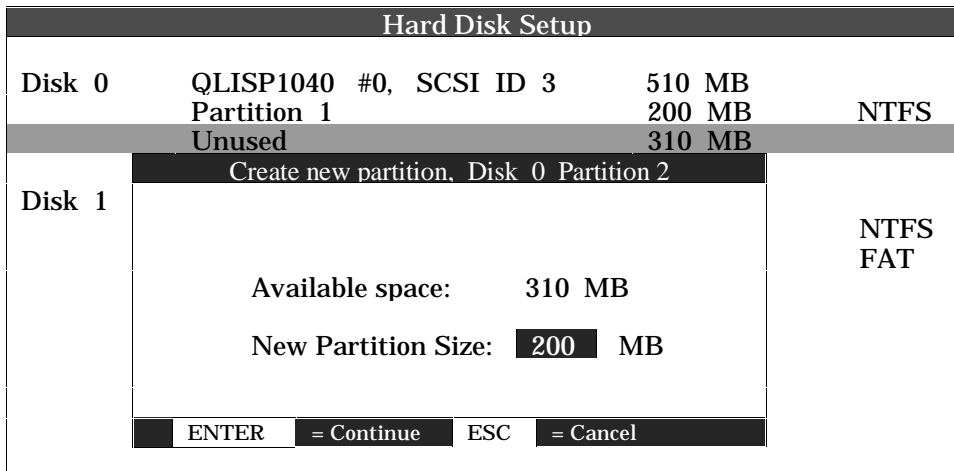 Hard Disk Setup
Disk 0 QLISP1040 #0, SCSI ID 3 510 MB
Partition 1 200 MB NTFS
Unused 310 MB
Create new partition, Disk 0 Partition 2
Disk 1
NTFS
FAT
Available space: 310 MB
New Partition Size: 200 MB
ENTER = Continue ESC = Cancel